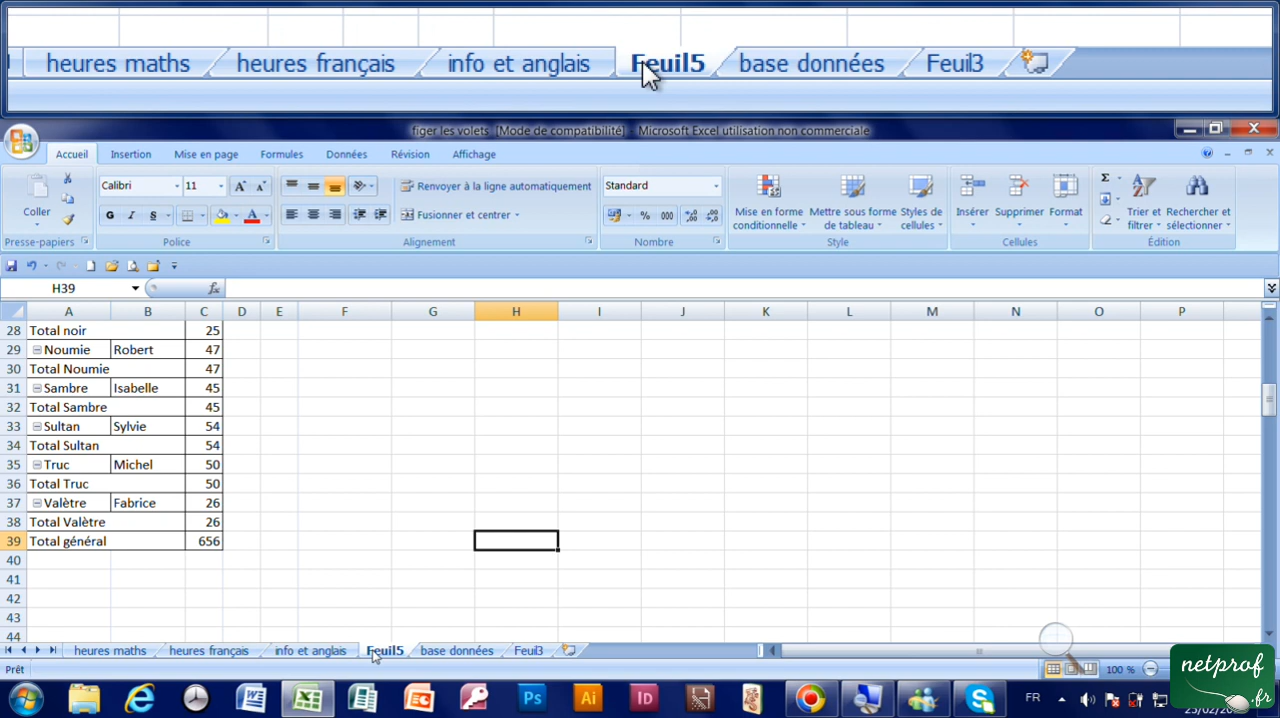 heures maths heures français info et anglais Feuil5 base données Feuil3
figer les volets [Mode de compatibilité] - Microsoft Excel utilisation non commerciale
Accueil Insertion Mise en page Formules Données Révision Affichage
Calibri 11 Renvoyer à la ligne automatiquement Standard
Coller G I S Fusionner et centrer % 000 Mise en forme conditionnelle Mettre sous forme de tableau Styles de cellules Insérer Supprimer Format Σ Trier et filtrer Rechercher et sélectionner
Presse-papiers Police Alignement Nombre Style Cellules Édition
H39 fx
A B C D E F G H I J K L M N O P
28 Total noir 25
29 Noumie Robert 47
30 Total Noumie 47
31 Sambre Isabelle 45
32 Total Sambre 45
33 Sultan Sylvie 54
34 Total Sultan 54
35 Truc Michel 50
36 Total Truc 50
37 Valètre Fabrice 26
38 Total Valètre 26
39 Total général 656
40
41
42
43
44
heures maths heures français info et anglais Feuil5 base données Feuil3
Prêt 100 %
netprof .fr
W Ps Ai Id FR